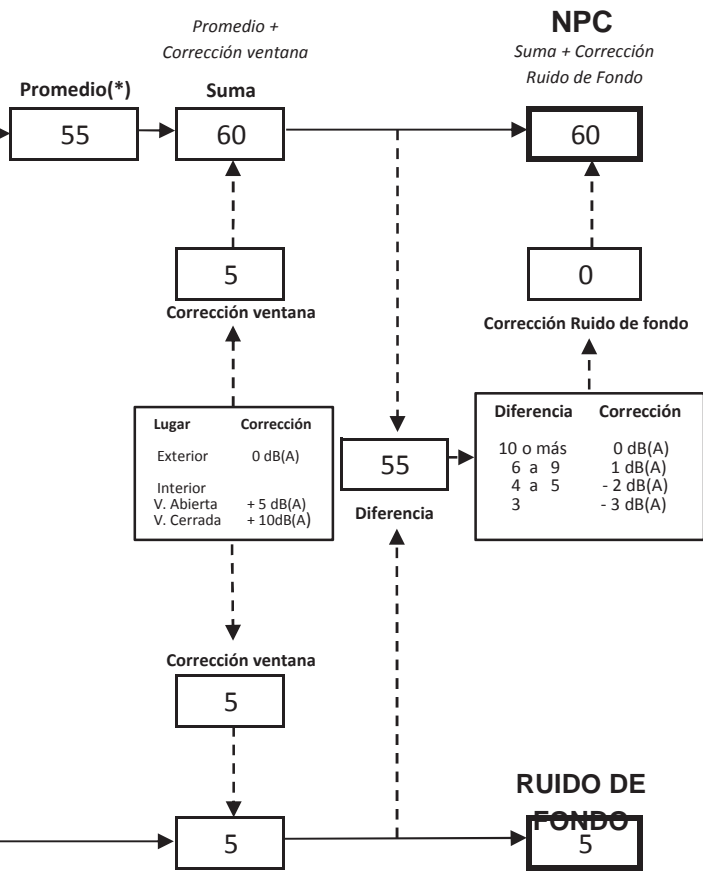 Promedio +
Corrección ventana
NPC
Suma + Corrección
Ruido de Fondo
Promedio(*)
Suma
55
60
60
5
0
Corrección ventana
Corrección Ruido de fondo
Lugar Corrección
Exterior 0 dB(A)
Interior
V. Abierta + 5 dB(A)
V. Cerrada + 10dB(A)
55
Diferencia
Diferencia Corrección
10 o más 0 dB(A)
6 a 9 1 dB(A)
4 a 5 - 2 dB(A)
3 - 3 dB(A)
Corrección ventana
5
RUIDO DE
FONDO
5
5